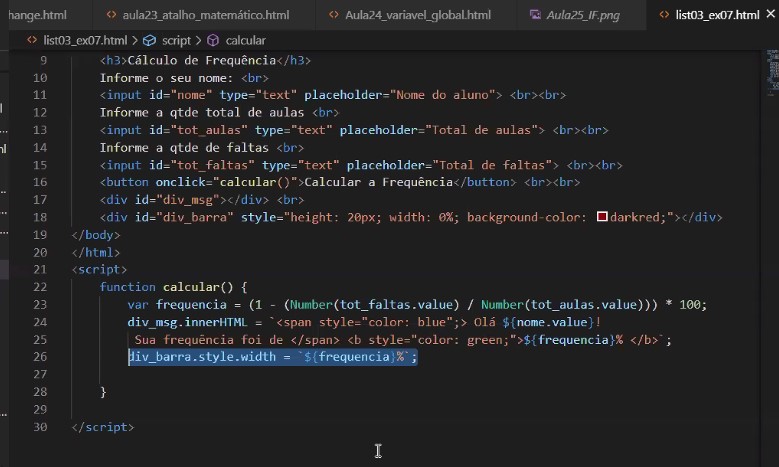 hange.html
aula23_atalho_matemático.html
Aula24_variavel_global.html
Aula25_IF.png
list03_ex07.html
list03_ex07.html > script > calcular
9 <h3>Cálculo de Frequência</h3>
10 Informe o seu nome: <br>
11 <input id="nome" type="text" placeholder="Nome do aluno"> <br><br>
12 Informe a qtde total de aulas <br>
13 <input id="tot_aulas" type="text" placeholder="Total de aulas"> <br><br>
14 Informe a qtde de faltas <br>
15 <input id="tot_faltas" type="text" placeholder="Total de faltas"> <br><br>
16 <button onclick="calcular()">Calcular a Frequência</button> <br><br>
17 <div id="div_msg"></div> <br>
18 <div id="div_barra" style="height: 20px; width: 0%; background-color: darkred;"></div>
19 </body>
20 </html>
21 <script>
22 function calcular() {
23 var frequencia = (1 - (Number(tot_faltas.value) / Number(tot_aulas.value))) * 100;
24 div_msg.innerHTML = `<span style="color: blue";> Olá ${nome.value}!
25 Sua frequência foi de </span> <b style="color: green;">${frequencia}% </b>`;
26 div_barra.style.width = `${frequencia}%`;
27
28 }
29
30 </script>